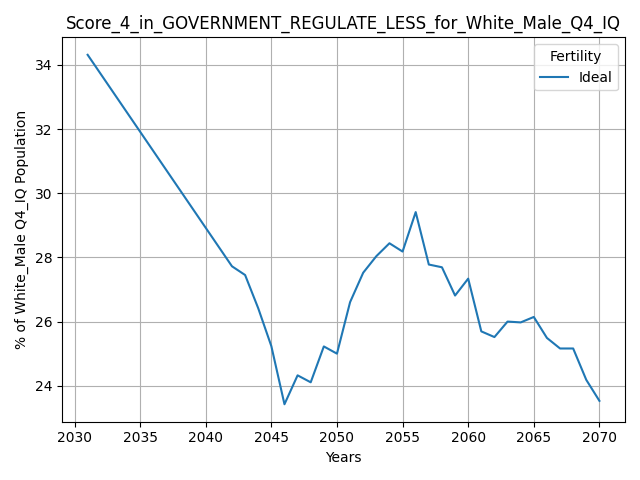 Score_4_in_GOVERNMENT_REGULATE_LESS_for_White_Male_Q4_IQ
Fertility
Ideal
% of White_Male Q4_IQ Population
34
32
30
28
26
24
2030 2035 2040 2045 2050 2055 2060 2065 2070
Years